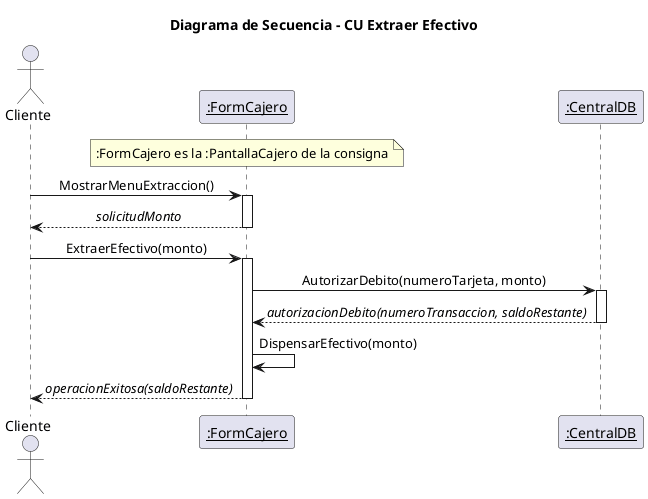 Diagrama de Secuencia - CU Extraer Efectivo
Cliente
:FormCajero
:CentralDB
:FormCajero es la :PantallaCajero de la consigna
MostrarMenuExtraccion()
solicitudMonto
ExtraerEfectivo(monto)
AutorizarDebito(numeroTarjeta, monto)
autorizacionDebito(numeroTransaccion, saldoRestante)
DispensarEfectivo(monto)
operacionExitosa(saldoRestante)
Cliente
:FormCajero
:CentralDB